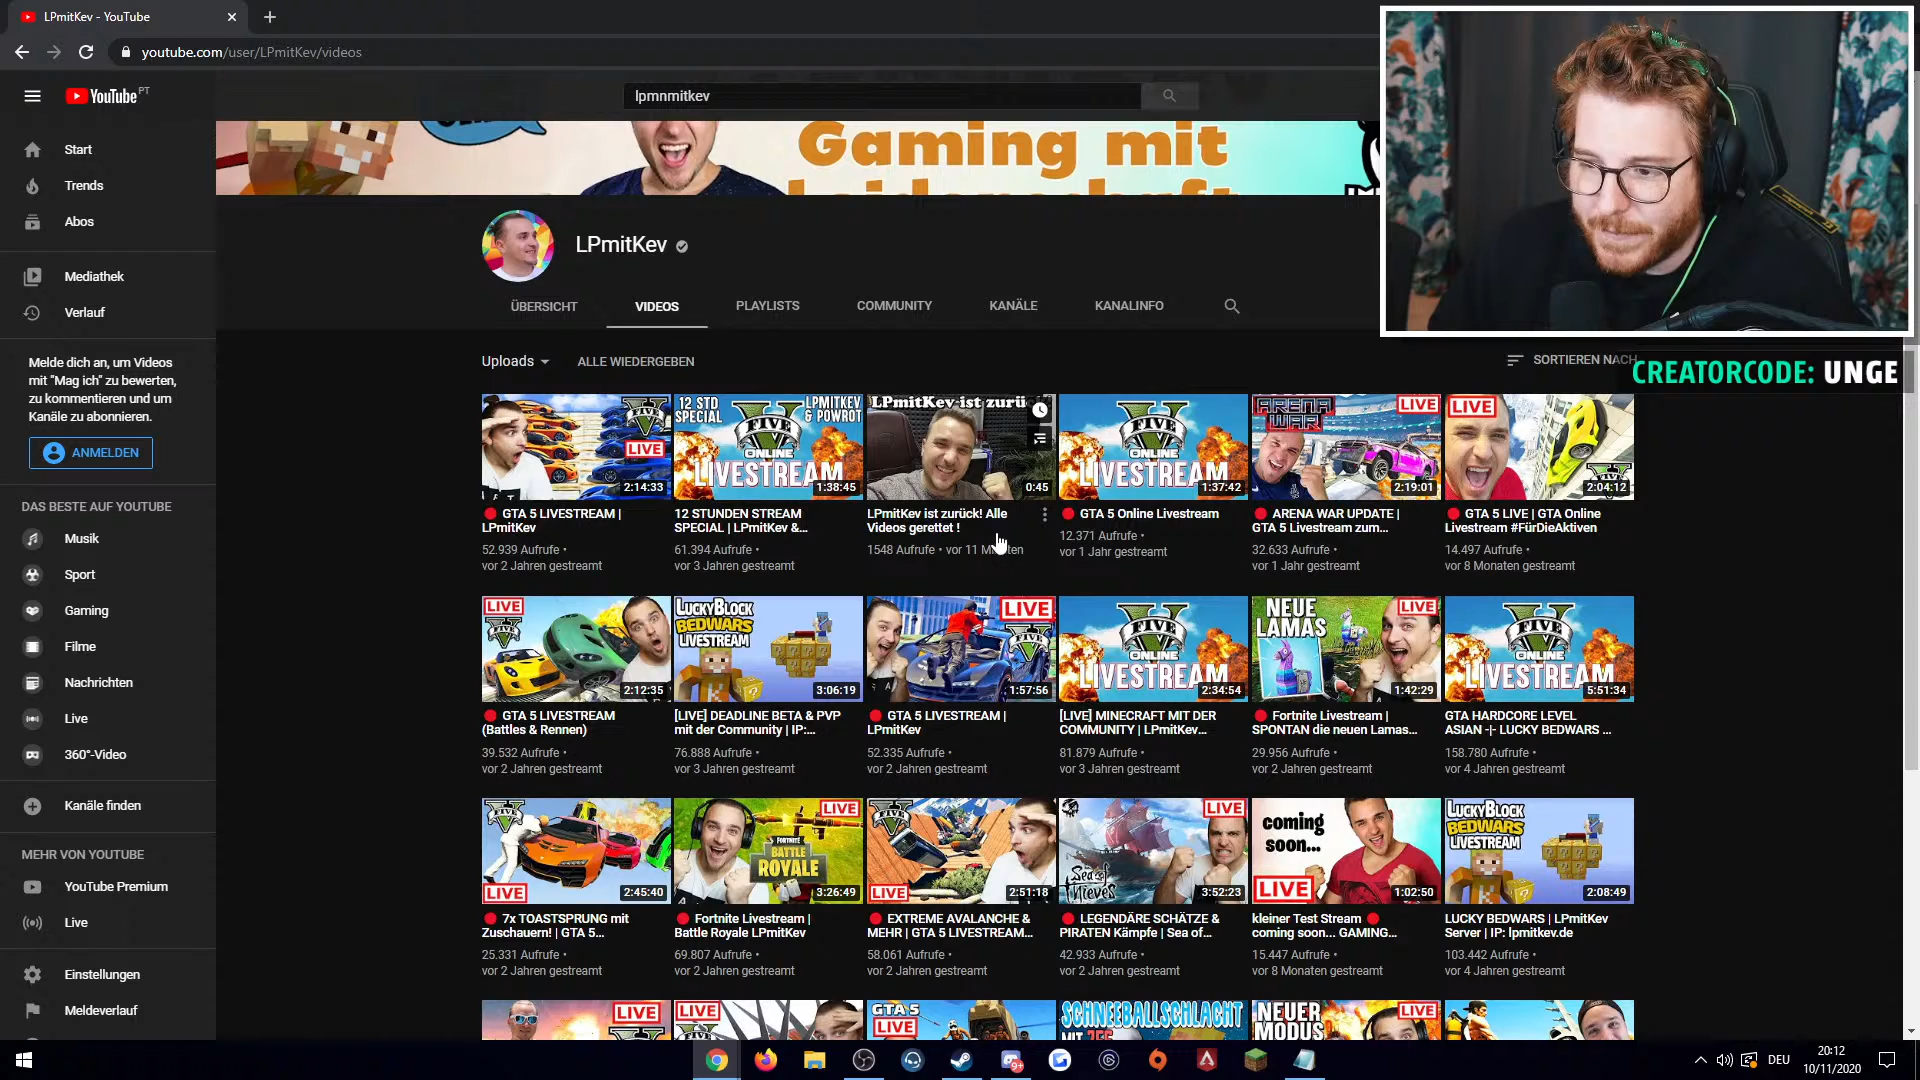 LPmitKev - YouTube
youtube.com/user/LPmitKev/videos
YouTube PT
lpmnmitkev
Gaming mit
LPmitKev
ÜBERSICHT VIDEOS PLAYLISTS COMMUNITY KANÄLE KANALINFO
Start
Trends
Abos
Mediathek
Verlauf
Melde dich an, um Videos
mit "Mag ich" zu bewerten,
zu kommentieren und um
Kanäle zu abonnieren.
ANMELDEN
DAS BESTE AUF YOUTUBE
Musik
Sport
Gaming
Filme
Nachrichten
Live
360°-Video
Kanäle finden
MEHR VON YOUTUBE
YouTube Premium
Live
Einstellungen
Meldeverlauf
Uploads ALLE WIEDERGEBEN
SORTIEREN NACH
CREATORCODE: UNGE
V
LIVE
2:14:33
GTA 5 LIVESTREAM |
LPmitKev
52.939 Aufrufe •
vor 2 Jahren gestreamt
12 STD
SPECIAL
LPMITKEV
& POWROT
FIVE
ONLINE
LIVESTREAM
1:38:45
12 STUNDEN STREAM
SPECIAL | LPmitKev &...
61.394 Aufrufe •
vor 3 Jahren gestreamt
LPmitKev ist zurü
0:45
LPmitKev ist zurück! Alle
Videos gerettet !
1548 Aufrufe • vor 11
FIVE
ONLINE
LIVESTREAM
1:37:42
GTA 5 Online Livestream
12.371 Aufrufe •
vor 1 Jahr gestreamt
ARENA
WAR
LIVE
2:19:01
ARENA WAR UPDATE |
GTA 5 Livestream zum...
32.633 Aufrufe •
vor 1 Jahr gestreamt
LIVE
2:04:12
GTA 5 LIVE | GTA Online
Livestream #FürDieAktiven
14.497 Aufrufe •
vor 8 Monaten gestreamt
LIVE
FIVE
2:12:35
GTA 5 LIVESTREAM
(Battles & Rennen)
39.532 Aufrufe •
vor 2 Jahren gestreamt
LUCKYBLOCK
BEDWARS
LIVESTREAM
3:06:19
[LIVE] DEADLINE BETA & PVP
mit der Community | IP:...
76.888 Aufrufe •
vor 3 Jahren gestreamt
LIVE
FIVE
1:57:56
GTA 5 LIVESTREAM |
LPmitKev
52.335 Aufrufe •
vor 2 Jahren gestreamt
FIVE
ONLINE
LIVESTREAM
2:34:54
[LIVE] MINECRAFT MIT DER
COMMUNITY | LPmitKev...
81.879 Aufrufe •
vor 3 Jahren gestreamt
NEUE
LAMAS
LIVE
1:42:29
Fortnite Livestream |
SPONTAN die neuen Lamas...
29.956 Aufrufe •
vor 2 Jahren gestreamt
FIVE
ONLINE
LIVESTREAM
5:51:34
GTA HARDCORE LEVEL
ASIAN -|- LUCKY BEDWARS ...
158.780 Aufrufe •
vor 4 Jahren gestreamt
FIVE
LIVE
2:45:40
7x TOASTSPRUNG mit
Zuschauern! | GTA 5...
25.331 Aufrufe •
vor 2 Jahren gestreamt
LIVE
FORTNITE
BATTLE
ROYALE
3:26:49
Fortnite Livestream |
Battle Royale LPmitKev
69.807 Aufrufe •
vor 2 Jahren gestreamt
FIVE
LIVE
2:51:18
EXTREME AVALANCHE &
MEHR | GTA 5 LIVESTREAM...
58.061 Aufrufe •
vor 2 Jahren gestreamt
LIVE
Sea of
Thieves
3:52:23
LEGENDÄRE SCHÄTZE &
PIRATEN Kämpfe | Sea of...
42.933 Aufrufe •
vor 2 Jahren gestreamt
coming
soon...
LIVE
1:02:50
kleiner Test Stream
coming soon... GAMING...
15.447 Aufrufe •
vor 8 Monaten gestreamt
LUCKYBLOCK
BEDWARS
LIVESTREAM
2:08:49
LUCKY BEDWARS | LPmitKev
Server | IP: lpmitkev.de
103.442 Aufrufe •
vor 4 Jahren gestreamt
LIVE
LIVE
GTA 5
LIVE
SCHNEEBALLSCHLACHT
NEUER
MODUS
LIVE
9+
DEU
20:12
10/11/2020